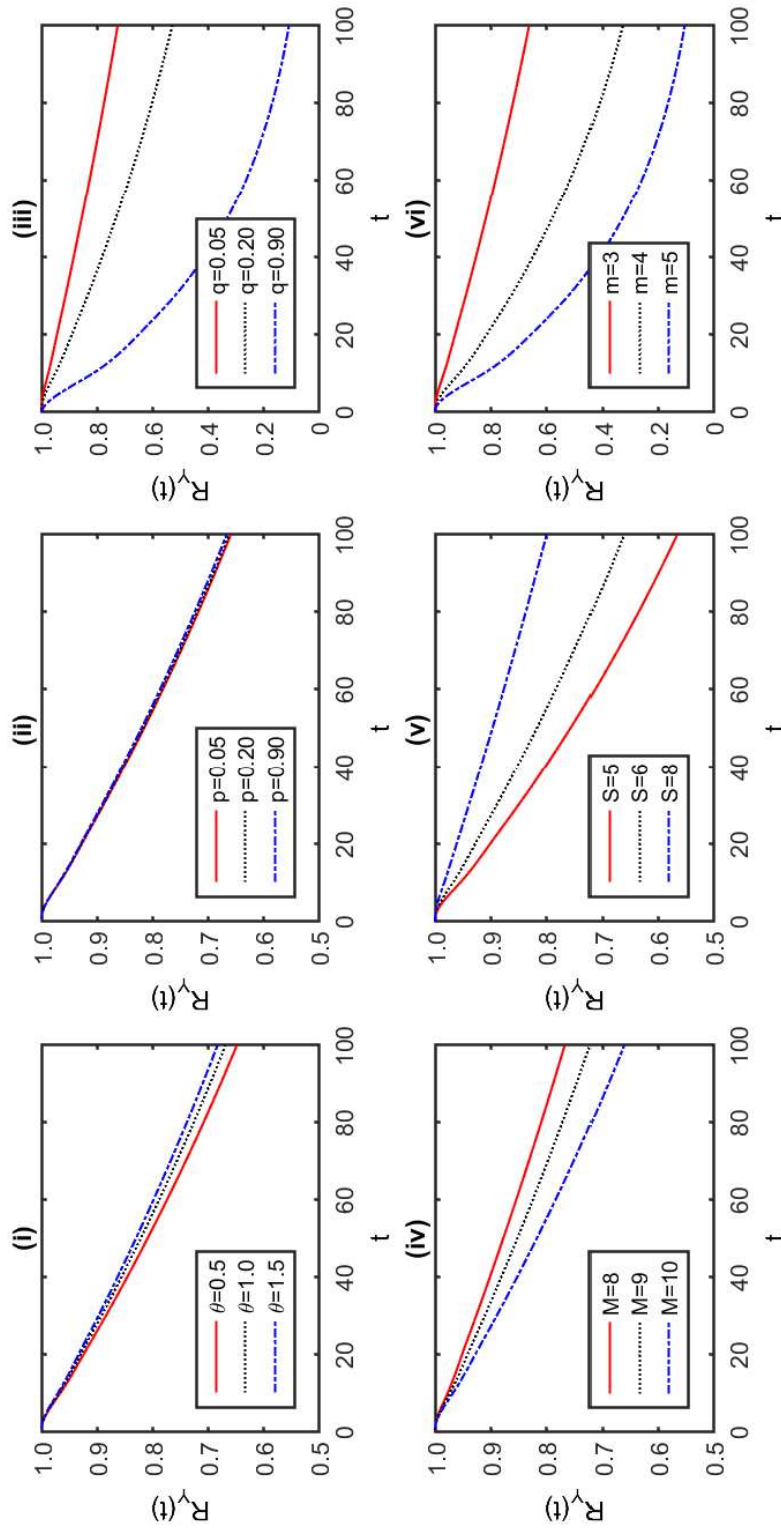 (i)
R_Y(t)
1.0
0.9
0.8
0.7
0.6
0.5
θ=0.5
θ=1.0
θ=1.5
0 20 40 60 80 100
t
(ii)
R_Y(t)
1.0
0.9
0.8
0.7
0.6
0.5
p=0.05
p=0.20
p=0.90
0 20 40 60 80 100
t
(iii)
R_Y(t)
1.0
0.8
0.6
0.4
0.2
0
q=0.05
q=0.20
q=0.90
0 20 40 60 80 100
t
(iv)
R_Y(t)
1.0
0.9
0.8
0.7
0.6
0.5
M=8
M=9
M=10
0 20 40 60 80 100
t
(v)
R_Y(t)
1.0
0.9
0.8
0.7
0.6
0.5
S=5
S=6
S=8
0 20 40 60 80 100
t
(vi)
R_Y(t)
1.0
0.8
0.6
0.4
0.2
0
m=3
m=4
m=5
0 20 40 60 80 100
t